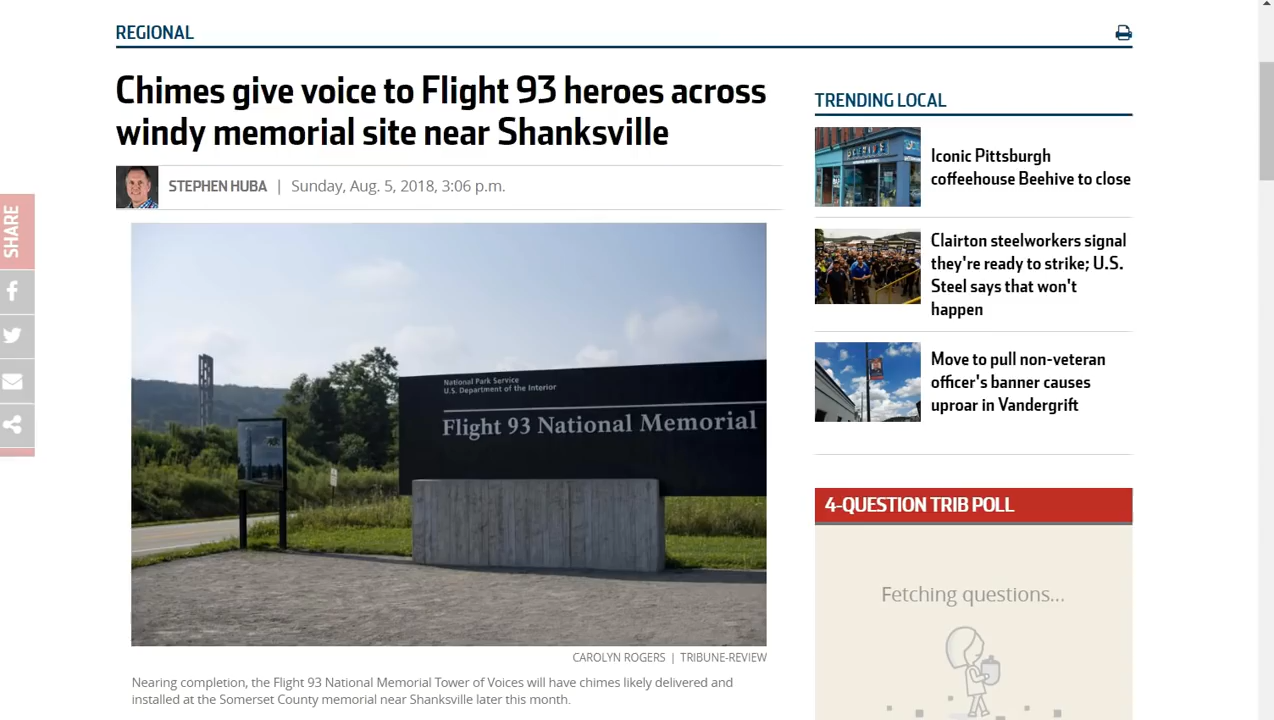 REGIONAL
Chimes give voice to Flight 93 heroes across
windy memorial site near Shanksville
STEPHEN HUBA | Sunday, Aug. 5, 2018, 3:06 p.m.
SHARE
National Park Service
U.S. Department of the Interior
Flight 93 National Memorial
CAROLYN ROGERS | TRIBUNE-REVIEW
Nearing completion, the Flight 93 National Memorial Tower of Voices will have chimes likely delivered and
installed at the Somerset County memorial near Shanksville later this month.
TRENDING LOCAL
Iconic Pittsburgh
coffeehouse Beehive to close
Clairton steelworkers signal
they're ready to strike; U.S.
Steel says that won't
happen
Move to pull non-veteran
officer's banner causes
uproar in Vandergrift
4-QUESTION TRIB POLL
Fetching questions...